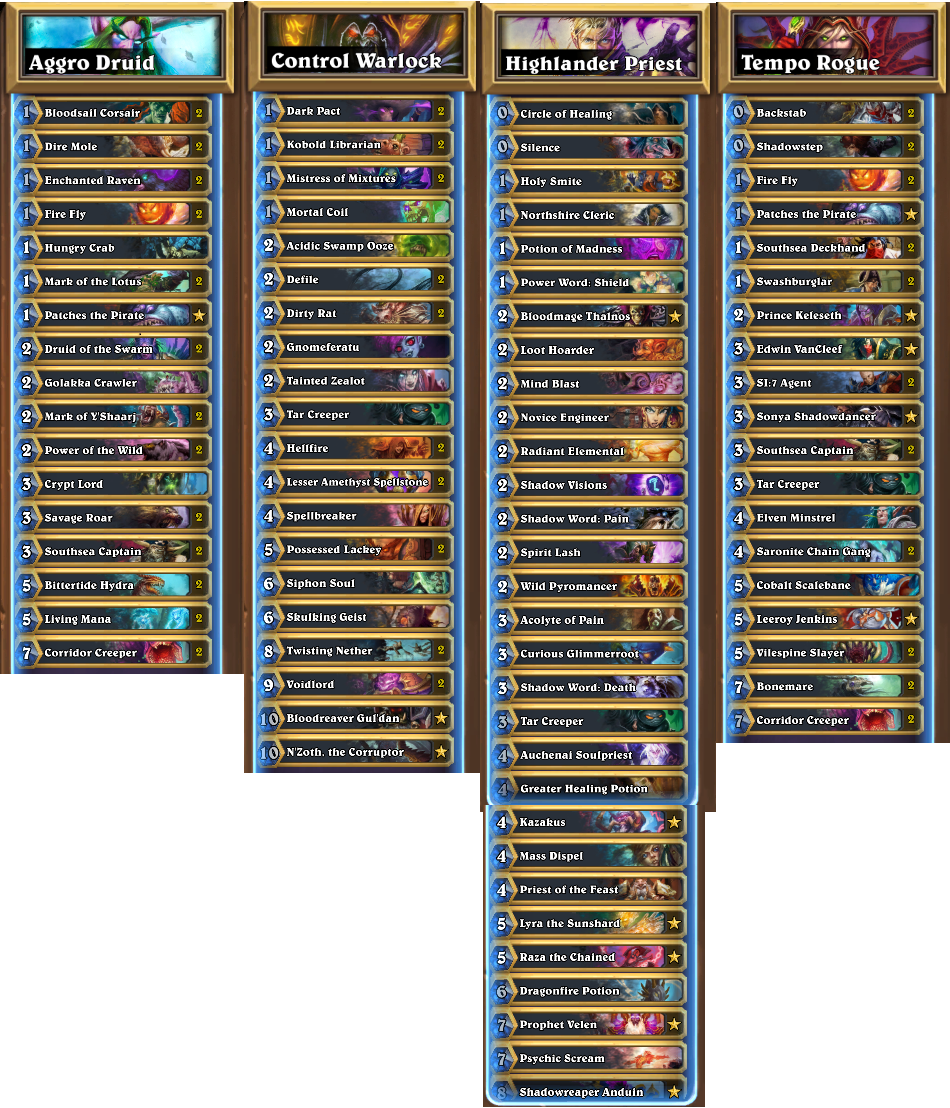 Aggro Druid
1 Bloodsail Corsair 2
1 Dire Mole 2
1 Enchanted Raven 2
1 Fire Fly 2
1 Hungry Crab
1 Mark of the Lotus 2
1 Patches the Pirate
2 Druid of the Swarm 2
2 Golakka Crawler 2
2 Mark of Y'Shaarj 2
2 Power of the Wild 2
3 Crypt Lord
3 Savage Roar 2
3 Southsea Captain 2
5 Bittertide Hydra 2
5 Living Mana 2
7 Corridor Creeper 2
Control Warlock
1 Dark Pact 2
1 Kobold Librarian 2
1 Mistress of Mixtures 2
1 Mortal Coil
2 Acidic Swamp Ooze
2 Defile 2
2 Dirty Rat 2
2 Gnomeferatu
2 Tainted Zealot
3 Tar Creeper
4 Hellfire 2
4 Lesser Amethyst Spellstone 2
4 Spellbreaker
5 Possessed Lackey 2
6 Siphon Soul
6 Skulking Geist
8 Twisting Nether 2
9 Voidlord 2
10 Bloodreaver Gul'dan
10 N'Zoth, the Corruptor
Highlander Priest
0 Circle of Healing
0 Silence
1 Holy Smite
1 Northshire Cleric
1 Potion of Madness
1 Power Word: Shield
2 Bloodmage Thalnos
2 Loot Hoarder
2 Mind Blast
2 Novice Engineer
2 Radiant Elemental
2 Shadow Visions
2 Shadow Word: Pain
2 Spirit Lash
2 Wild Pyromancer
3 Acolyte of Pain
3 Curious Glimmerroot
3 Shadow Word: Death
3 Tar Creeper
4 Auchenai Soulpriest
4 Greater Healing Potion
4 Kazakus
4 Mass Dispel
4 Priest of the Feast
5 Lyra the Sunshard
5 Raza the Chained
6 Dragonfire Potion
7 Prophet Velen
7 Psychic Scream
8 Shadowreaper Anduin
Tempo Rogue
0 Backstab 2
0 Shadowstep 2
1 Fire Fly 2
1 Patches the Pirate
1 Southsea Deckhand 2
1 Swashburglar 2
2 Prince Keleseth
3 Edwin VanCleef
3 SI:7 Agent 2
3 Sonya Shadowdancer
3 Southsea Captain 2
3 Tar Creeper
4 Elven Minstrel
4 Saronite Chain Gang 2
5 Cobalt Scalebane
5 Leeroy Jenkins
5 Vilespine Slayer 2
7 Bonemare 2
7 Corridor Creeper 2